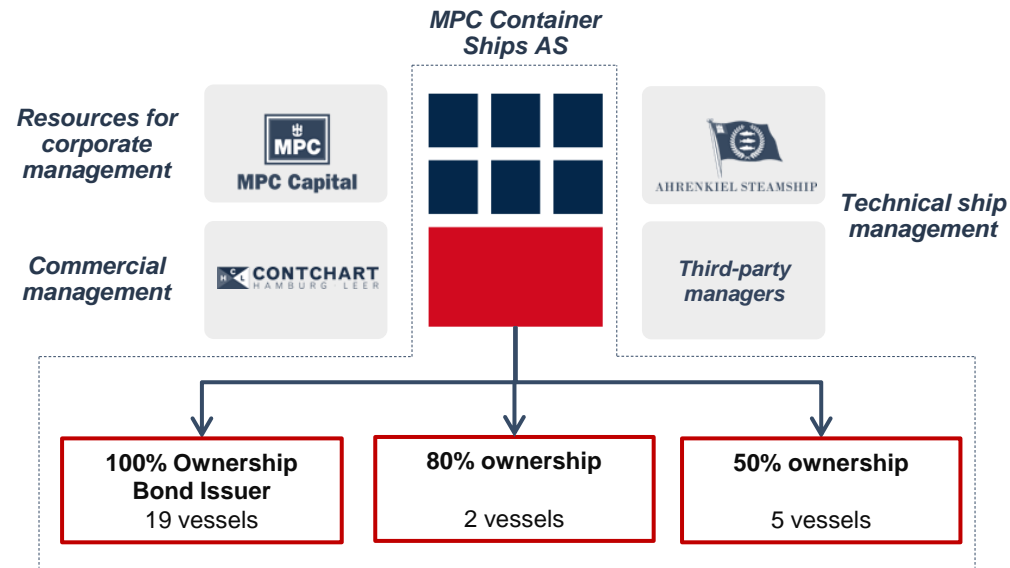 MPC Container
Ships AS
Resources for
corporate
management
MPC
MPC Capital
AHRENKIEL STEAMSHIP
Technical ship
management
Commercial
management
H C L CONTCHART
HAMBURG · LEER
Third-party
managers
100% Ownership
Bond Issuer
19 vessels
80% ownership
2 vessels
50% ownership
5 vessels